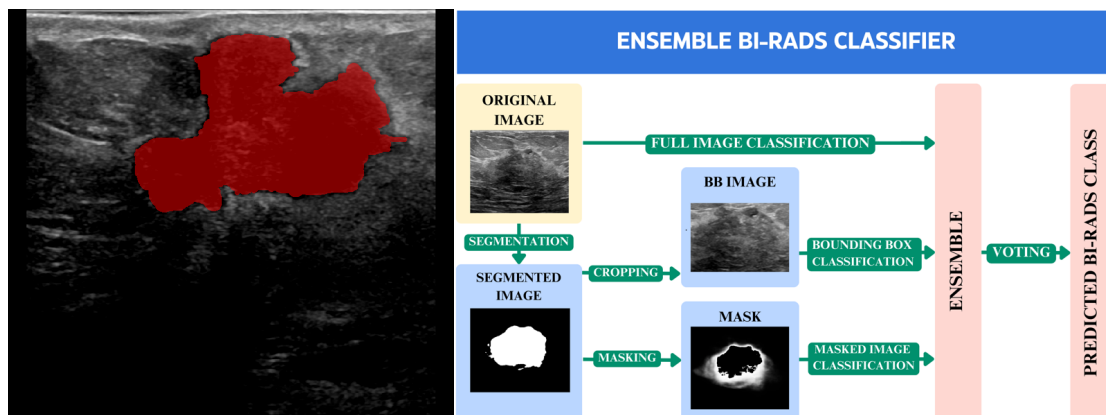 ENSEMBLE BI-RADS CLASSIFIER
ORIGINAL
IMAGE
FULL IMAGE CLASSIFICATION
BB IMAGE
SEGMENTATION
SEGMENTED
IMAGE
CROPPING
BOUNDING BOX
CLASSIFICATION
MASK
MASKING
MASKED IMAGE
CLASSIFICATION
ENSEMBLE
VOTING
PREDICTED BI-RADS CLASS